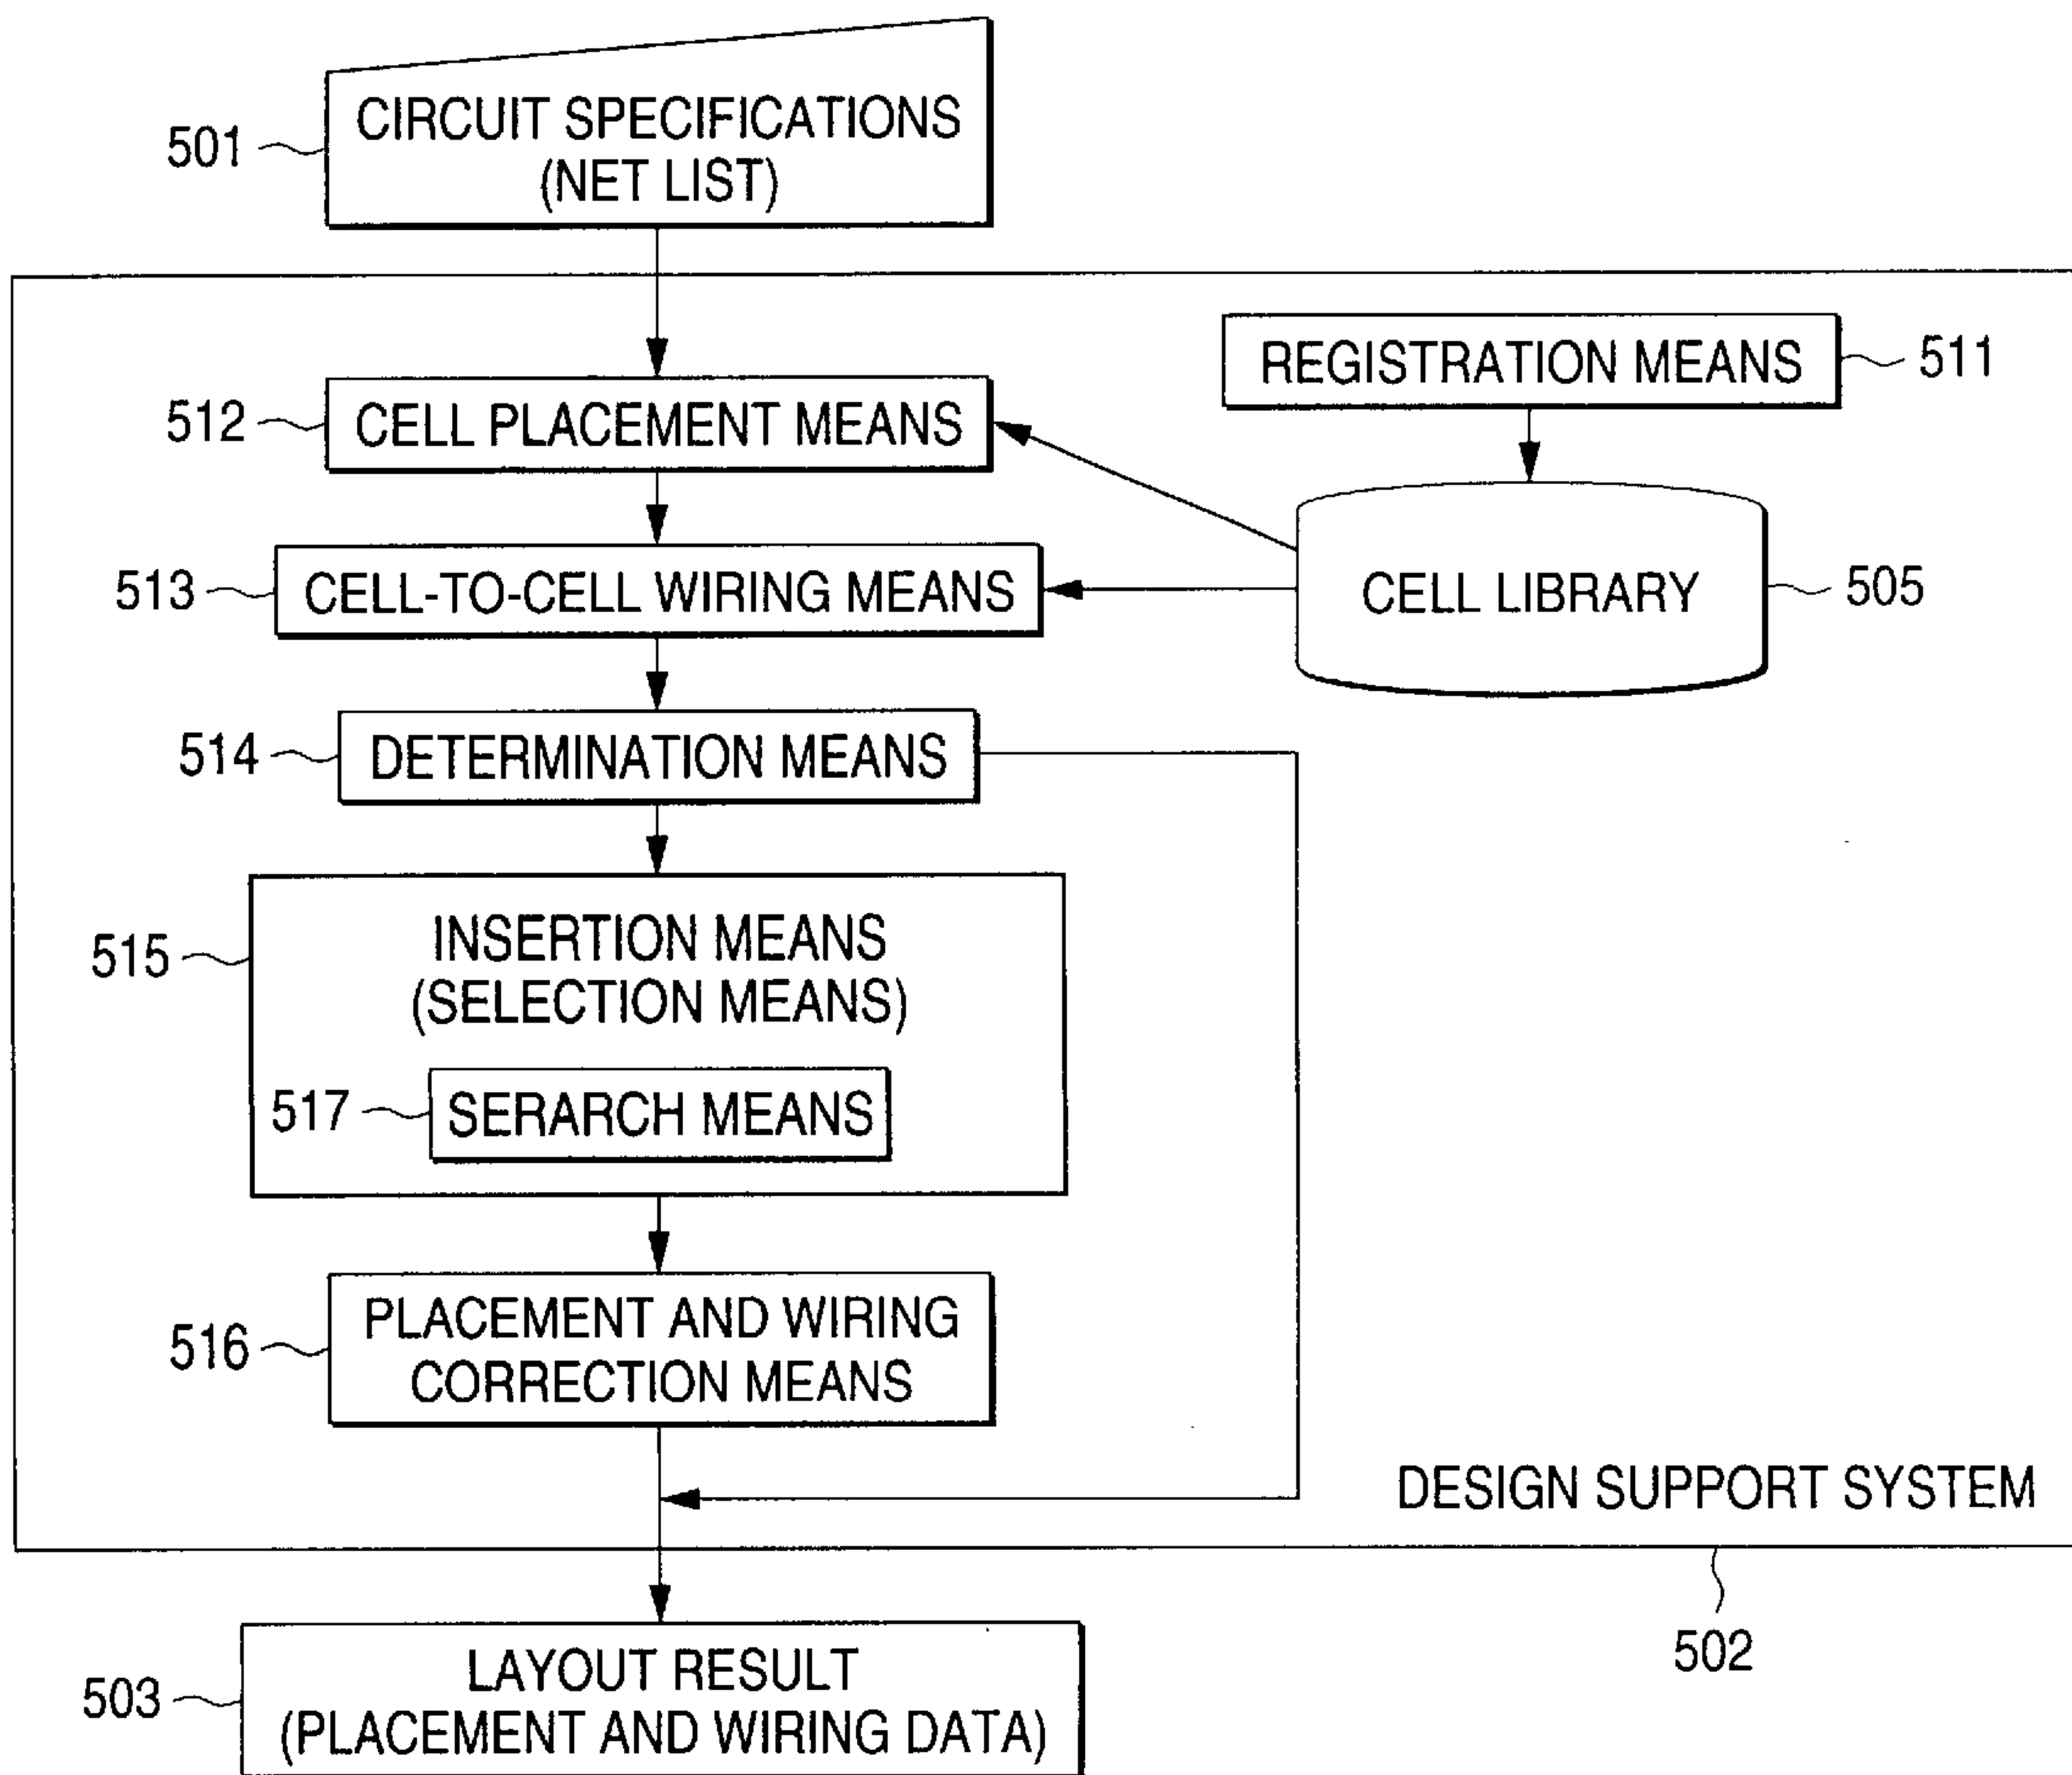 CIRCUIT SPECIFICATIONS
(NET LIST)
501
REGISTRATION MEANS
511
512
CELL PLACEMENT MEANS
513
CELL-TO-CELL WIRING MEANS
CELL LIBRARY
505
514
DETERMINATION MEANS
515
INSERTION MEANS
(SELECTION MEANS)
517
SERARCH MEANS
516
PLACEMENT AND WIRING
CORRECTION MEANS
DESIGN SUPPORT SYSTEM
502
503
LAYOUT RESULT
(PLACEMENT AND WIRING DATA)